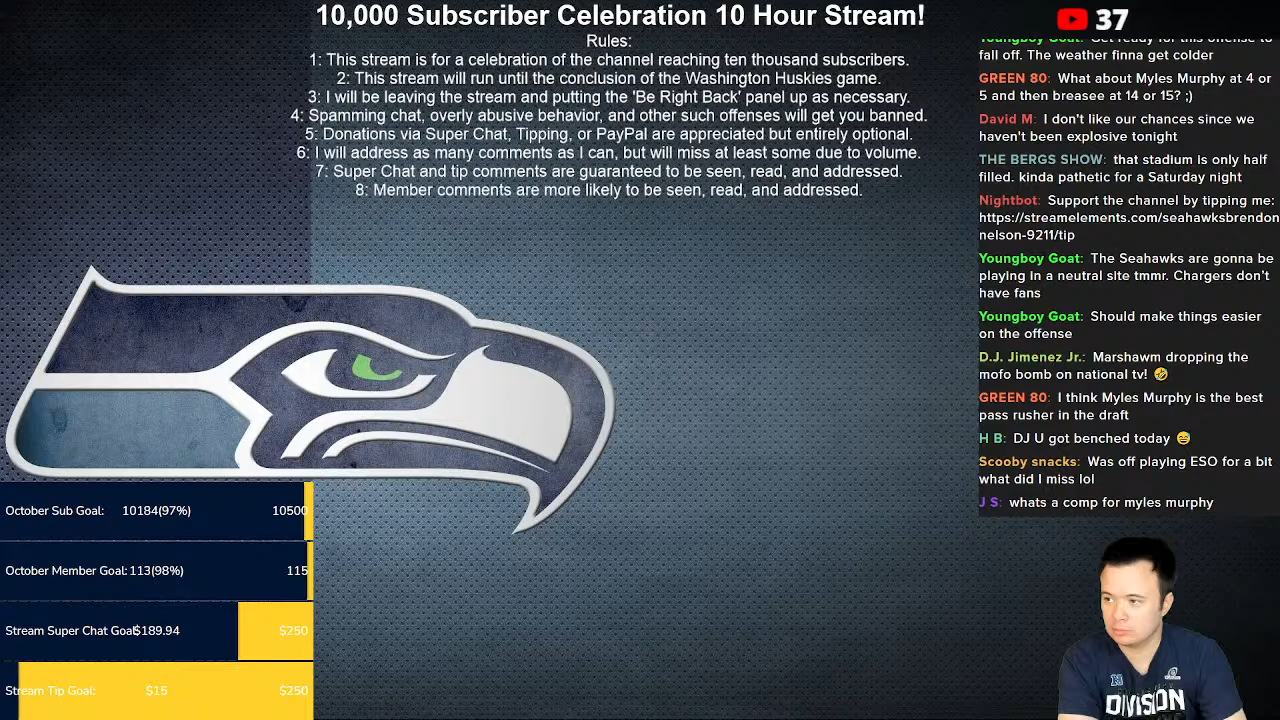 10,000 Subscriber Celebration 10 Hour Stream!
Rules:
1: This stream is for a celebration of the channel reaching ten thousand subscribers.
2: This stream will run until the conclusion of the Washington Huskies game.
3: I will be leaving the stream and putting the 'Be Right Back' panel up as necessary.
4: Spamming chat, overly abusive behavior, and other such offenses will get you banned.
5: Donations via Super Chat, Tipping, or PayPal are appreciated but entirely optional.
6: I will address as many comments as I can, but will miss at least some due to volume.
7: Super Chat and tip comments are guaranteed to be seen, read, and addressed.
8: Member comments are more likely to be seen, read, and addressed.
37
Youngboy Goat: Get ready for this offense to
fall off. The weather finna get colder
GREEN 80: What about Myles Murphy at 4 or
5 and then breasee at 14 or 15? ;)
David M: I don't like our chances since we
haven't been explosive tonight
THE BERGS SHOW: that stadium is only half
filled. kinda pathetic for a Saturday night
Nightbot: Support the channel by tipping me:
https://streamelements.com/seahawksbrendon
nelson-9211/tip
Youngboy Goat: The Seahawks are gonna be
playing in a neutral site tmmr. Chargers don't
have fans
Youngboy Goat: Should make things easier
on the offense
D.J. Jimenez Jr.: Marshawm dropping the
mofo bomb on national tv! 🤣
GREEN 80: I think Myles Murphy is the best
pass rusher in the draft
H B: DJ U got benched today 😄
Scooby snacks: Was off playing ESO for a bit
what did I miss lol
J S: whats a comp for myles murphy
October Sub Goal: 10184(97%) 10500
October Member Goal: 113(98%) 115
Stream Super Chat Goal: $189.94 $250
Stream Tip Goal: $15 $250
N
DIVISION